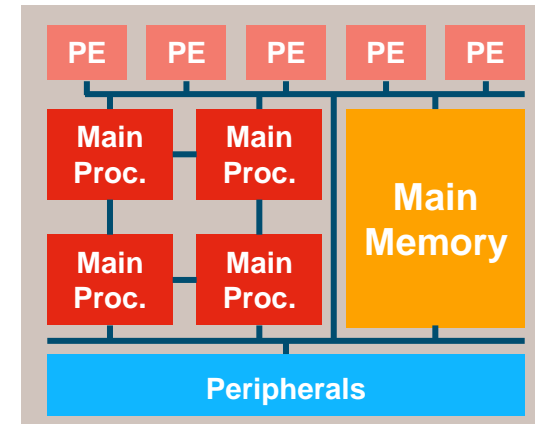 PE PE PE PE PE
Main
Proc.
Main
Proc.
Main
Memory
Main
Proc.
Main
Proc.
Peripherals